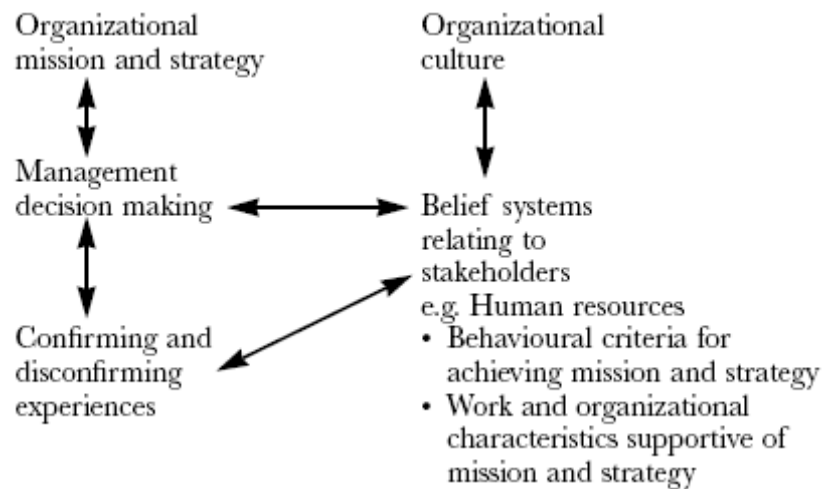 Organizational
mission and strategy
Organizational
culture
Management
decision making
Belief systems
relating to
stakeholders
e.g. Human resources
• Behavioural criteria for
achieving mission and strategy
• Work and organizational
characteristics supportive of
mission and strategy
Confirming and
disconfirming
experiences